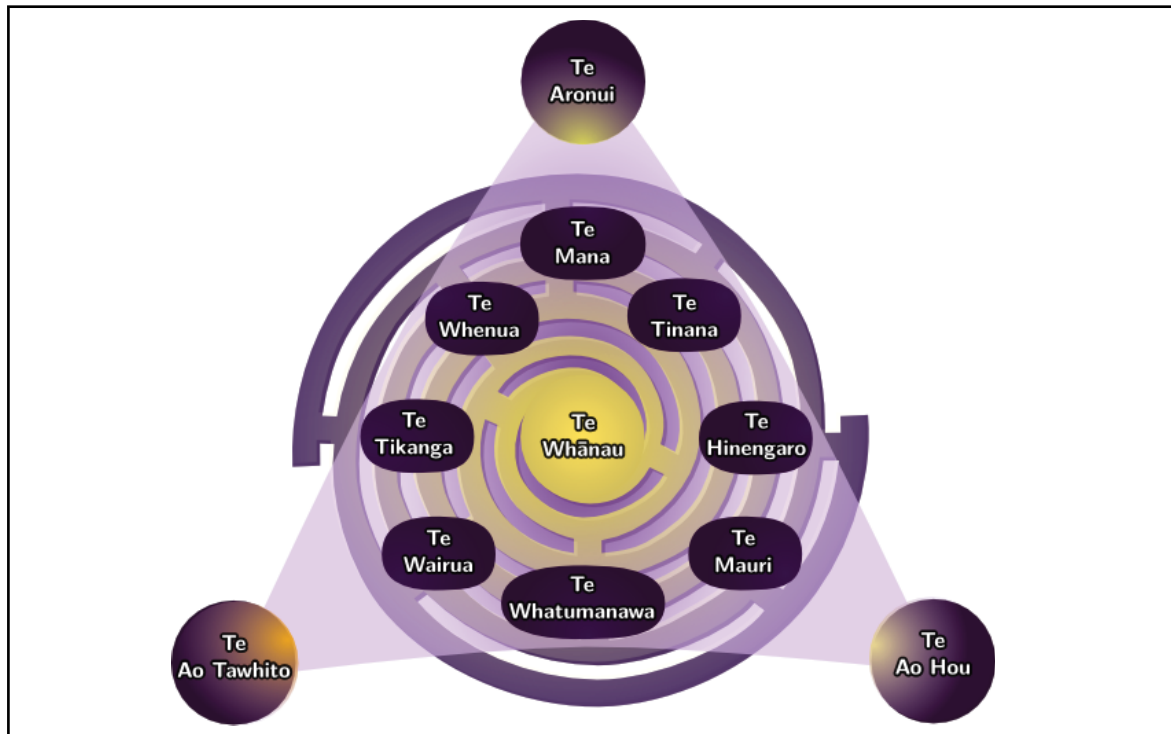 Te
Aronui
Te
Mana
Te
Whenua
Te
Tinana
Te
Tikanga
Te
Whānau
Te
Hinengaro
Te
Wairua
Te
Whatumanawa
Te
Mauri
Te
Ao Tawhito
Te
Ao Hou